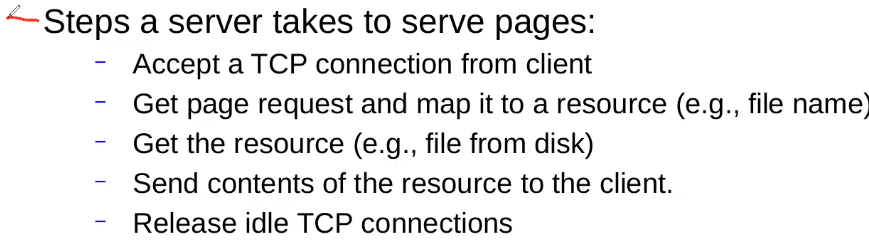 Steps a server takes to serve pages:
– Accept a TCP connection from client
– Get page request and map it to a resource (e.g., file name)
– Get the resource (e.g., file from disk)
– Send contents of the resource to the client.
– Release idle TCP connections